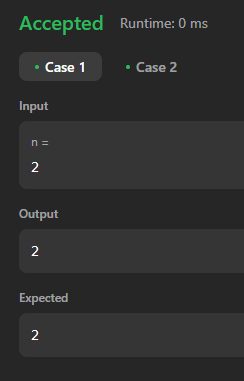 Accepted Runtime: 0 ms
• Case 1 • Case 2
Input
n =
2
Output
2
Expected
2